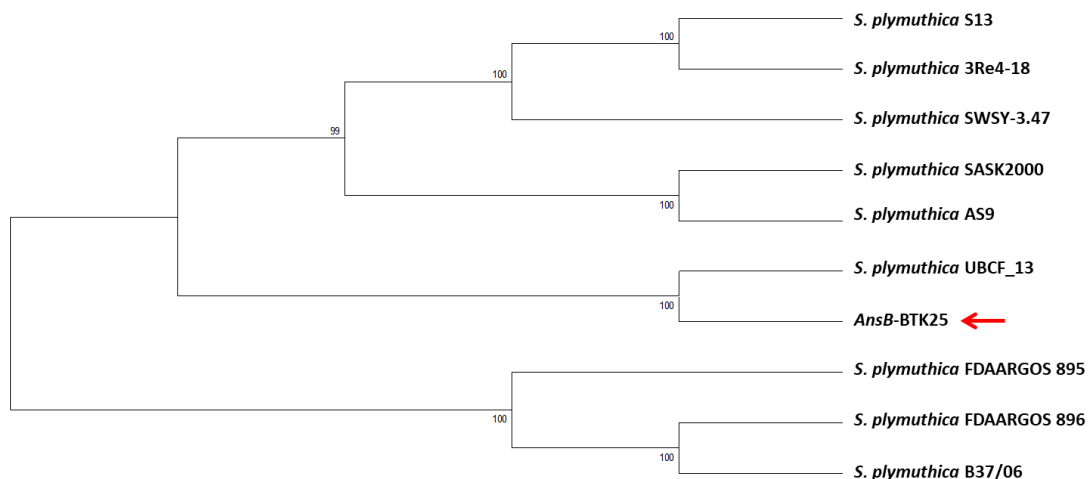 S. plymuthica S13
100
S. plymuthica 3Re4-18
100
S. plymuthica SWSY-3.47
99
S. plymuthica SASK2000
100
S. plymuthica AS9
S. plymuthica UBCF_13
100
AnsB-BTK25
S. plymuthica FDAARGOS 895
100
S. plymuthica FDAARGOS 896
100
S. plymuthica B37/06